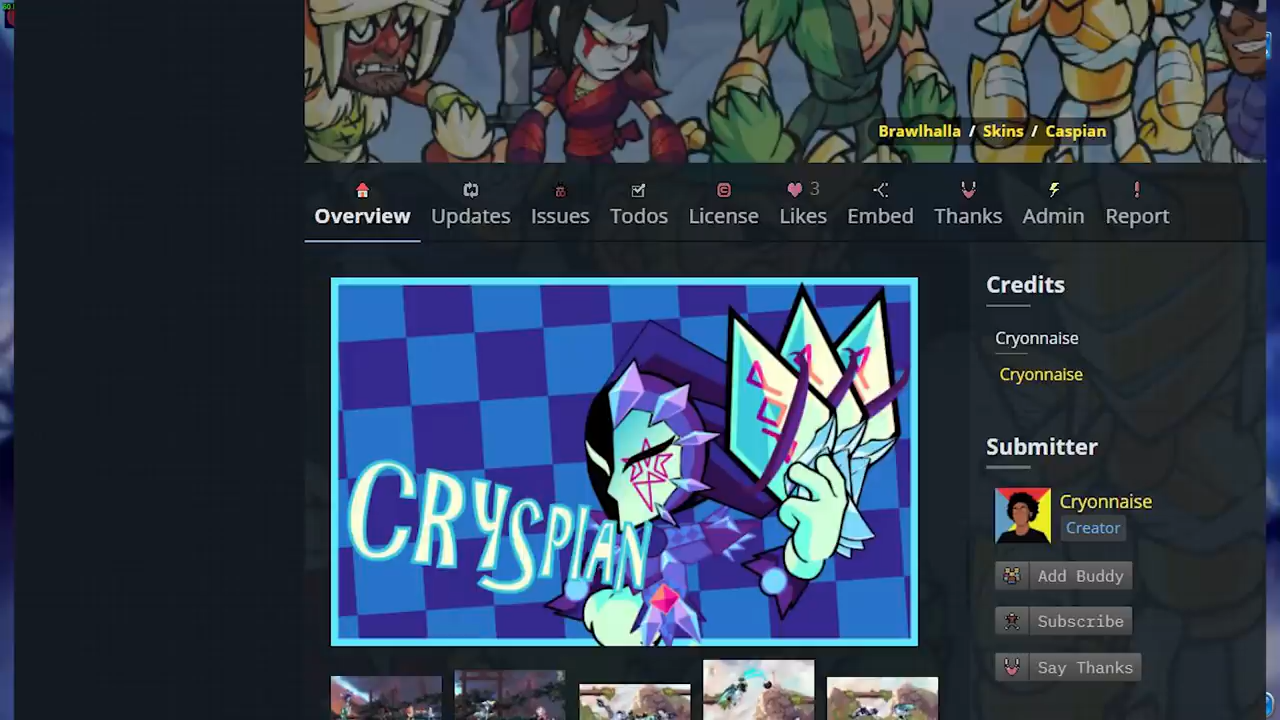 60
Brawlhalla / Skins / Caspian
3
Overview Updates Issues Todos License Likes Embed Thanks Admin Report
CRYSPIAN
Credits
Cryonnaise
Cryonnaise
Submitter
Cryonnaise
Creator
Add Buddy
Subscribe
Say Thanks